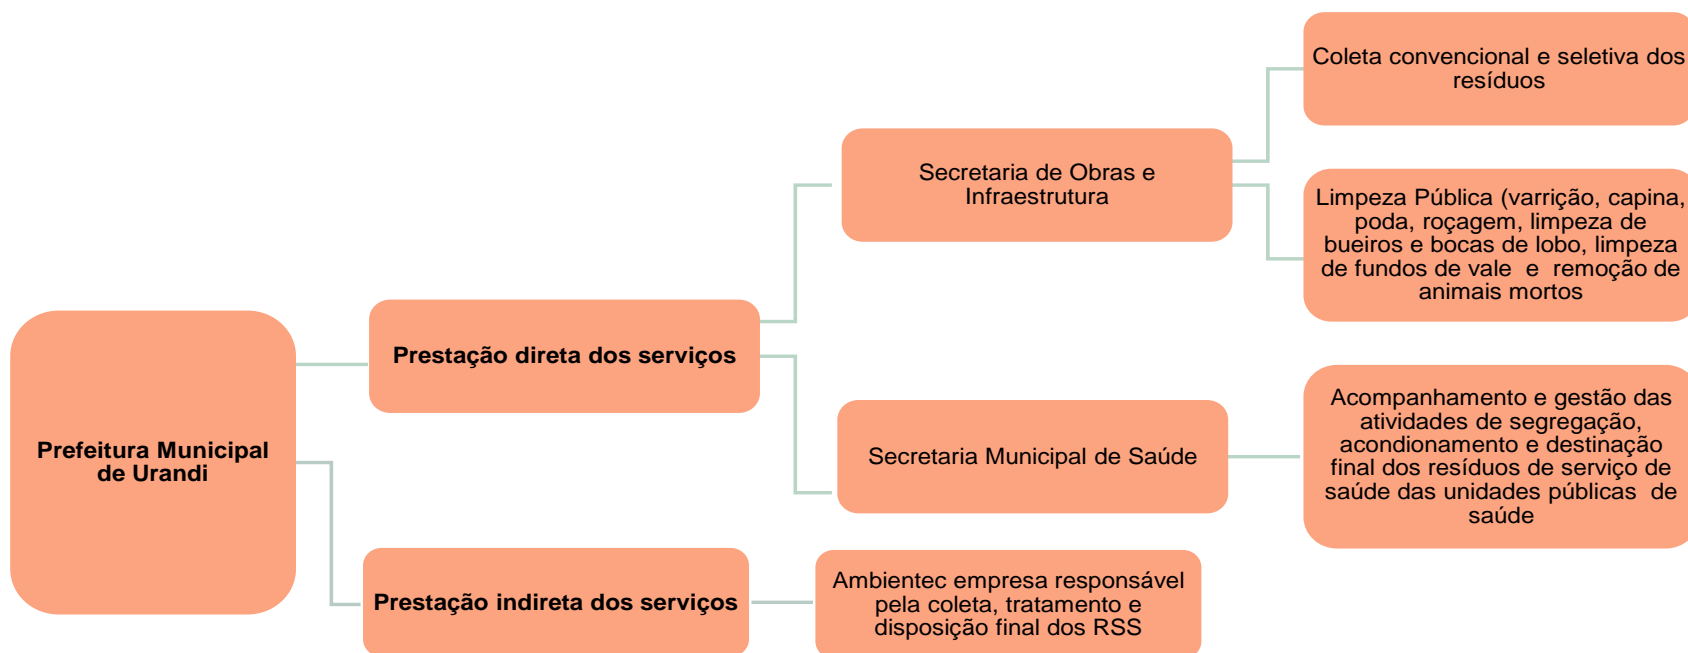 Coleta convencional e seletiva dos
resíduos
Secretaria de Obras e
Infraestrutura
Limpeza Pública (varrição, capina,
poda, roçagem, limpeza de
bueiros e bocas de lobo, limpeza
de fundos de vale e remoção de
animais mortos
Prestação direta dos serviços
Prefeitura Municipal
de Urandi
Secretaria Municipal de Saúde
Acompanhamento e gestão das
atividades de segregação,
acondionamento e destinação
final dos resíduos de serviço de
saúde das unidades públicas de
saúde
Prestação indireta dos serviços
Ambientec empresa responsável
pela coleta, tratamento e
disposição final dos RSS